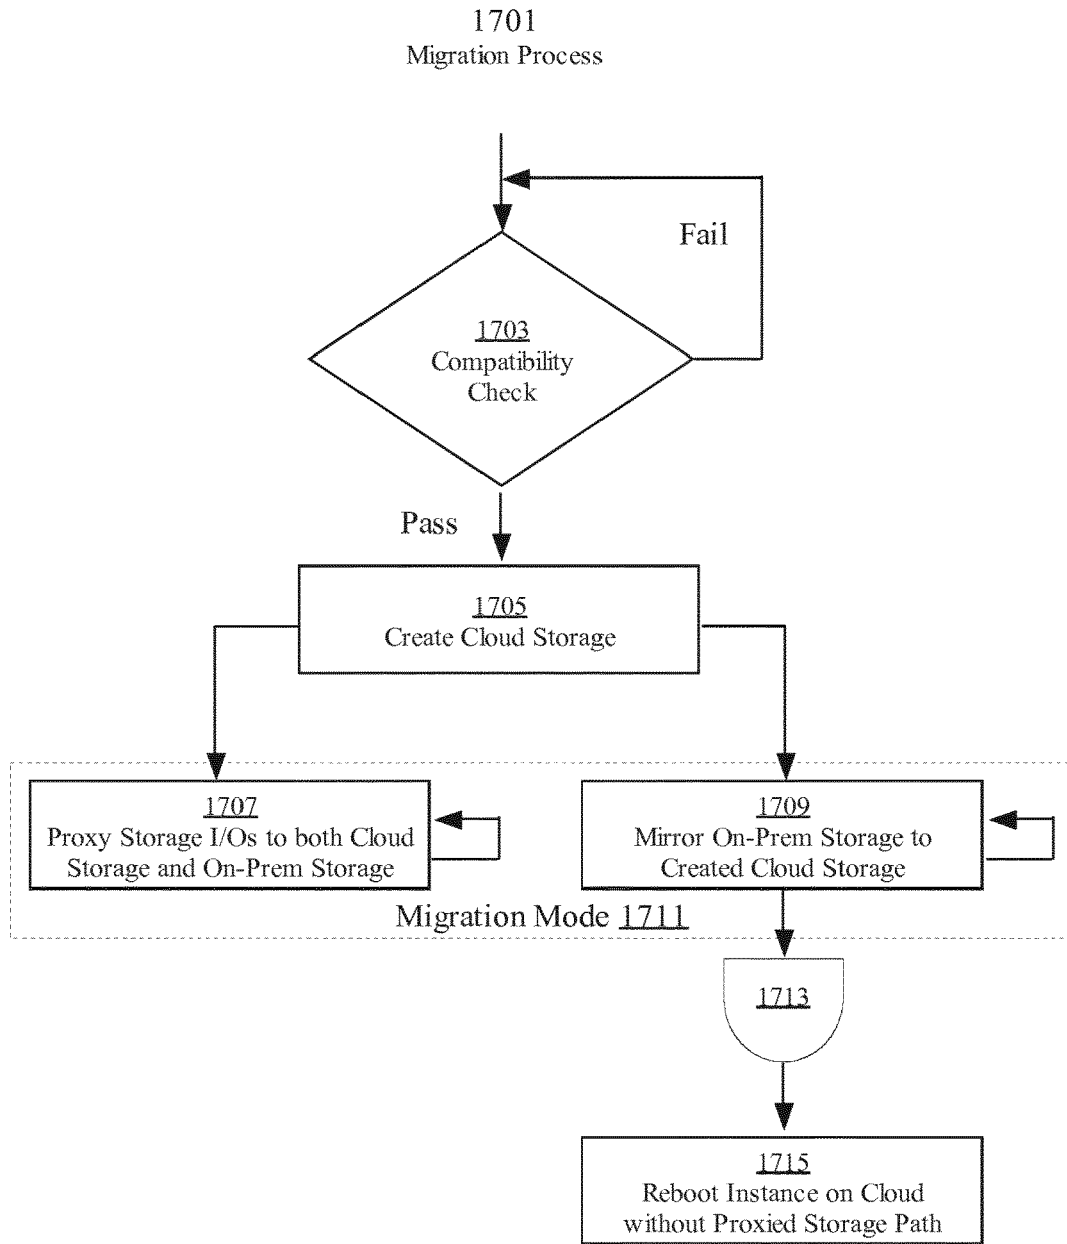 1701
Migration Process
Fail
1703
Compatibility
Check
Pass
1705
Create Cloud Storage
1707
Proxy Storage I/Os to both Cloud
Storage and On-Prem Storage
1709
Mirror On-Prem Storage to
Created Cloud Storage
Migration Mode 1711
1713
1715
Reboot Instance on Cloud
without Proxied Storage Path